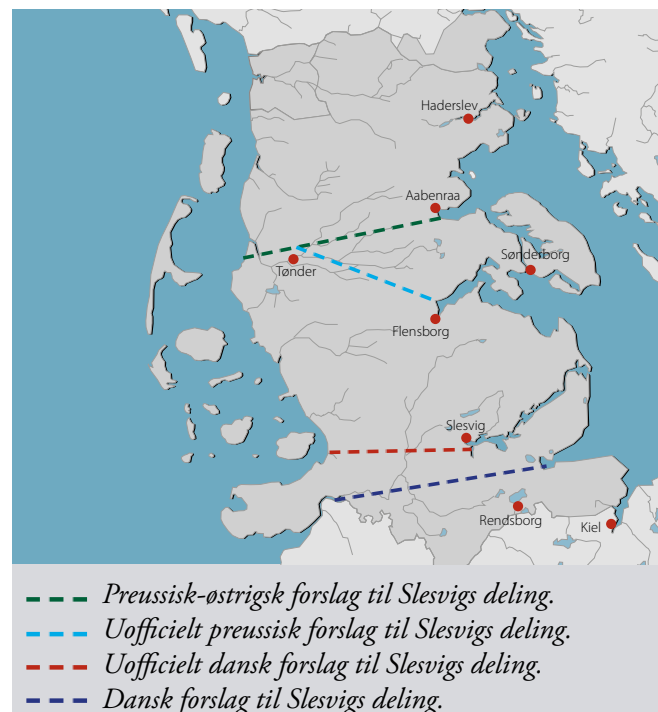 Haderslev
Aabenraa
Sønderborg
Tønder
Flensborg
Slesvig
Rendsborg
Kiel
Preussisk-østrigsk forslag til Slesvigs deling.
Uofficielt preussisk forslag til Slesvigs deling.
Uofficielt dansk forslag til Slesvigs deling.
Dansk forslag til Slesvigs deling.